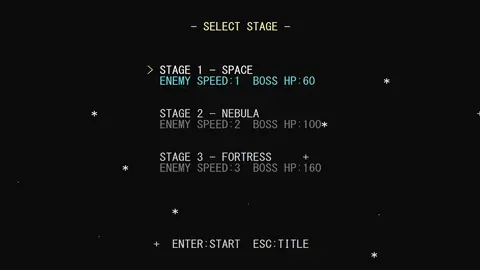 — SELECT STAGE —
> STAGE 1 — SPACE
ENEMY SPEED:1  BOSS HP:60
STAGE 2 — NEBULA
ENEMY SPEED:2  BOSS HP:100
STAGE 3 — FORTRESS
ENEMY SPEED:3  BOSS HP:160
ENTER:START  ESC:TITLE